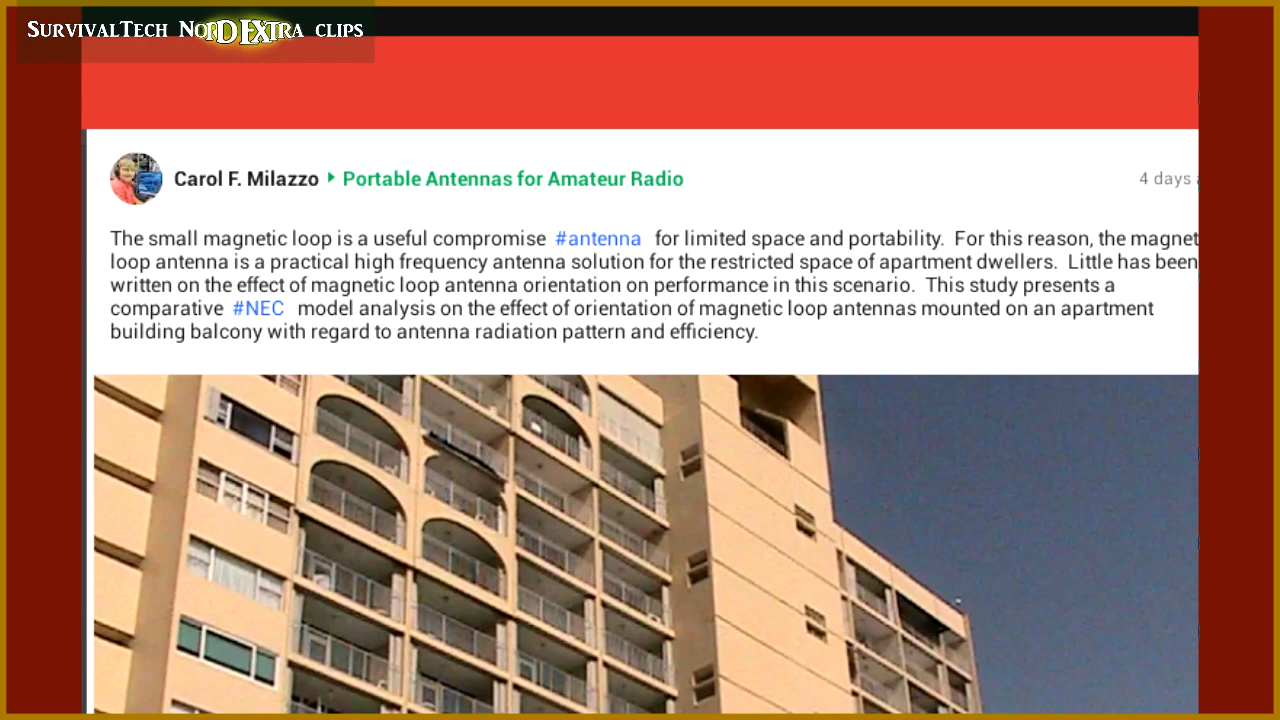 SurvivalTech NorD EXtra clips
Carol F. Milazzo ▸ Portable Antennas for Amateur Radio
4 days
The small magnetic loop is a useful compromise #antenna for limited space and portability. For this reason, the magnet
loop antenna is a practical high frequency antenna solution for the restricted space of apartment dwellers. Little has been
written on the effect of magnetic loop antenna orientation on performance in this scenario. This study presents a
comparative #NEC model analysis on the effect of orientation of magnetic loop antennas mounted on an apartment
building balcony with regard to antenna radiation pattern and efficiency.